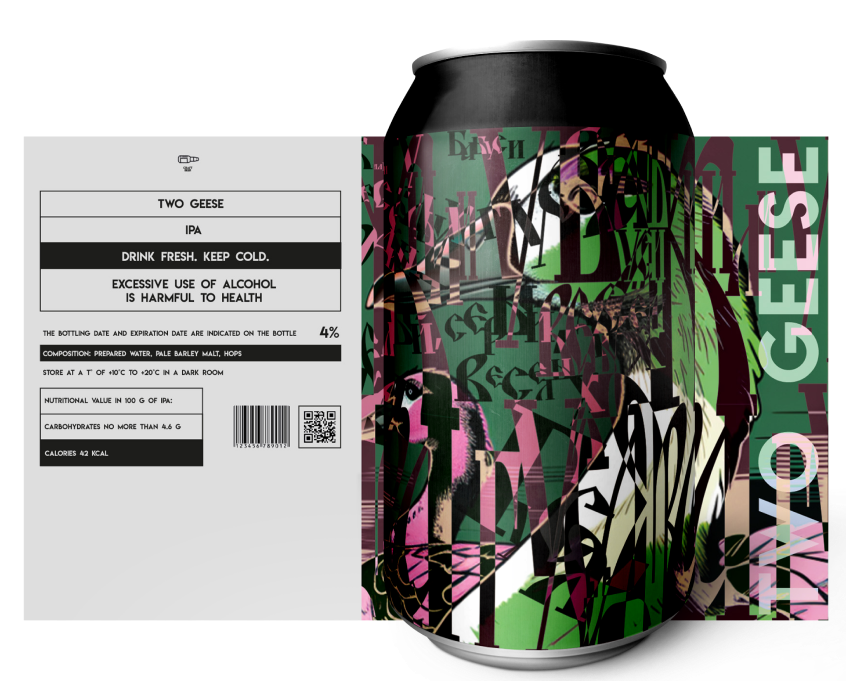 TWO GEESE
IPA
DRINK FRESH. KEEP COLD.
EXCESSIVE USE OF ALCOHOL
IS HARMFUL TO HEALTH
THE BOTTLING DATE AND EXPIRATION DATE ARE INDICATED ON THE BOTTLE
4%
COMPOSITION: PREPARED WATER, PALE BARLEY MALT, HOPS
STORE AT A T° OF +10°C TO +20°C IN A DARK ROOM
NUTRITIONAL VALUE IN 100 G OF IPA:
CARBOHYDRATES NO MORE THAN 4.6 G
CALORIES 42 KCAL
123456789012
TWO GEESE